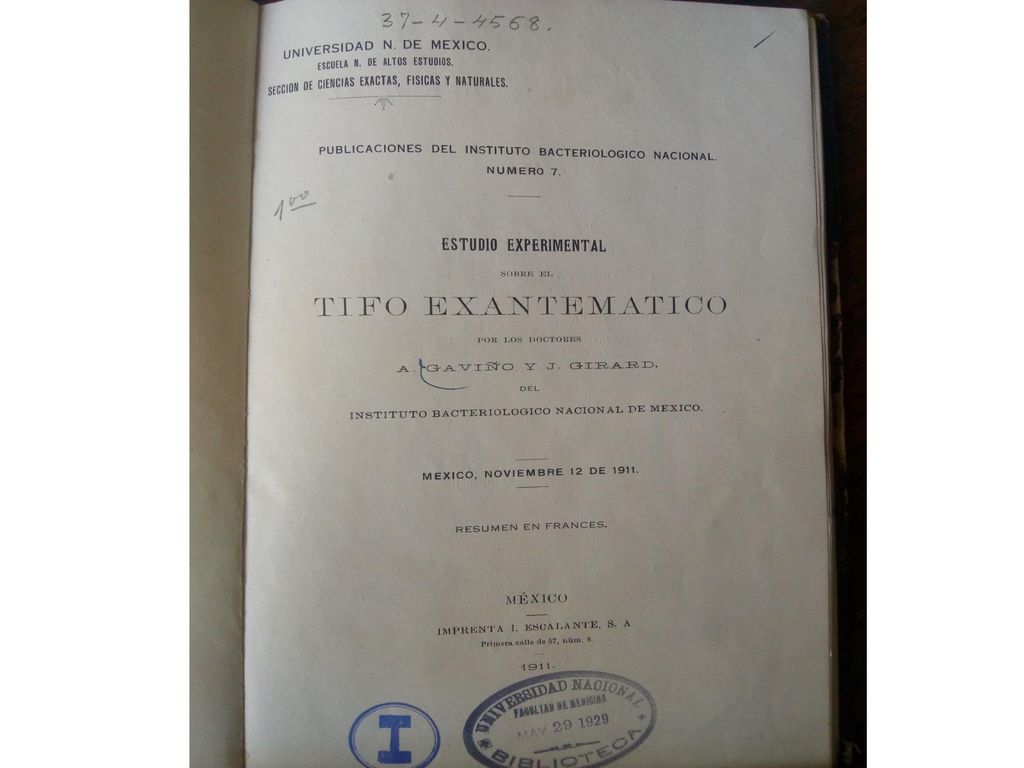 37-4-4568.
UNIVERSIDAD N. DE MEXICO.
ESCUELA N. DE ALTOS ESTUDIOS.
SECCION DE CIENCIAS EXACTAS, FISICAS Y NATURALES.
PUBLICACIONES DEL INSTITUTO BACTERIOLOGICO NACIONAL.
NUMERO 7.
100
ESTUDIO EXPERIMENTAL
SOBRE EL
TIFO EXANTEMATICO
POR LOS DOCTORES
A. GAVIÑO Y J. GIRARD,
DEL
INSTITUTO BACTERIOLOGICO NACIONAL DE MEXICO.
MEXICO, NOVIEMBRE 12 DE 1911.
RESUMEN EN FRANCES.
MÉXICO
IMPRENTA I. ESCALANTE, S. A
Primera calle de 57, núm. 8.
1911.
I
UNIVERSIDAD NACIONAL
FACULTAD DE MEDICINA
MAY 29 1929
BIBLIOTECA